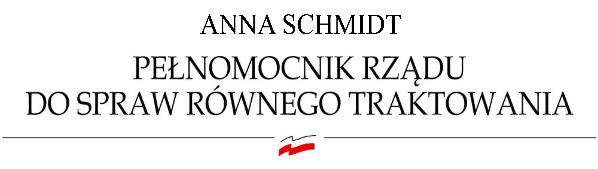 ANNA SCHMIDT
PEŁNOMOCNIK RZĄDU
DO SPRAW RÓWNEGO TRAKTOWANIA